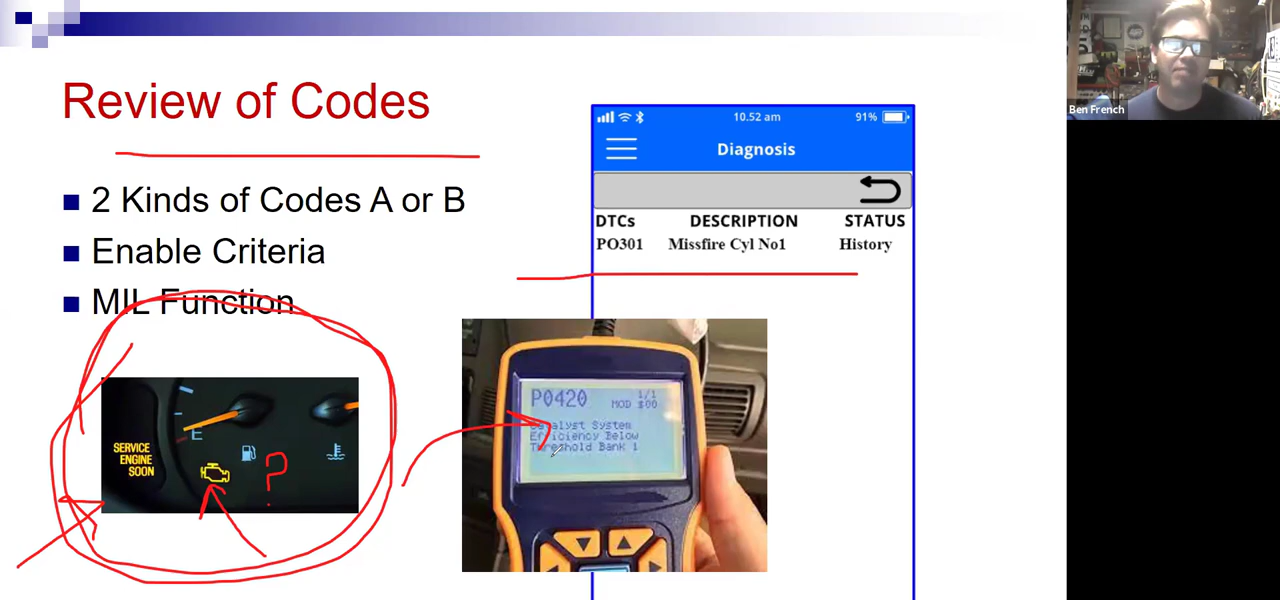 Review of Codes
2 Kinds of Codes A or B
Enable Criteria
MIL Function
SERVICE
ENGINE
SOON
E
?
10.52 am
91%
Diagnosis
DTCs DESCRIPTION STATUS
PO301 Missfire Cyl No1 History
P0420 1/1
MOD $00
Catalyst System
Efficiency Below
Threshold Bank 1
Ben French